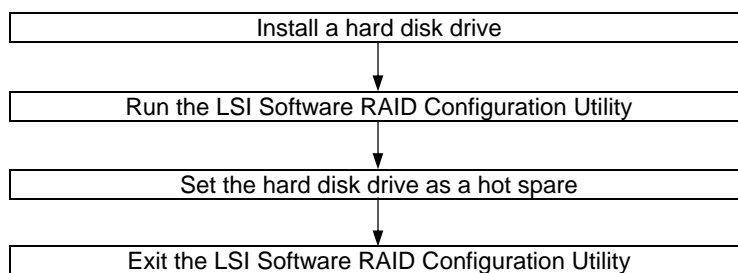 Install a hard disk drive
Run the LSI Software RAID Configuration Utility
Set the hard disk drive as a hot spare
Exit the LSI Software RAID Configuration Utility